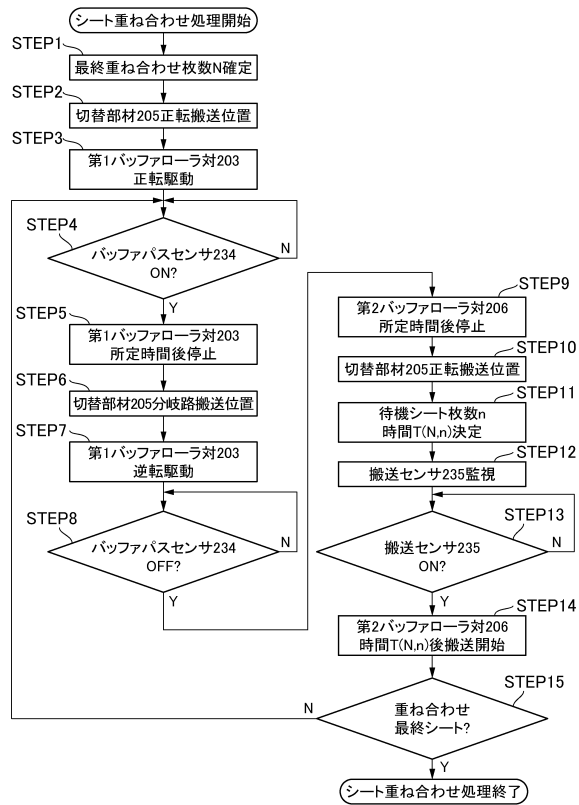 シート重ね合わせ処理開始
STEP1
最終重ね合わせ枚数N確定
STEP2
切替部材205正転搬送位置
STEP3
第1バッファローラ対203
正転駆動
STEP4
バッファパスセンサ234
ON?
N
Y
STEP5
第1バッファローラ対203
所定時間後停止
STEP6
切替部材205分岐路搬送位置
STEP7
第1バッファローラ対203
逆転駆動
STEP8
バッファパスセンサ234
OFF?
N
Y
STEP9
第2バッファローラ対206
所定時間後停止
STEP10
切替部材205正転搬送位置
STEP11
待機シート枚数n
時間T(N,n)決定
STEP12
搬送センサ235監視
STEP13
搬送センサ235
ON?
N
Y
STEP14
第2バッファローラ対206
時間T(N,n)後搬送開始
STEP15
重ね合わせ
最終シート?
N
Y
シート重ね合わせ処理終了